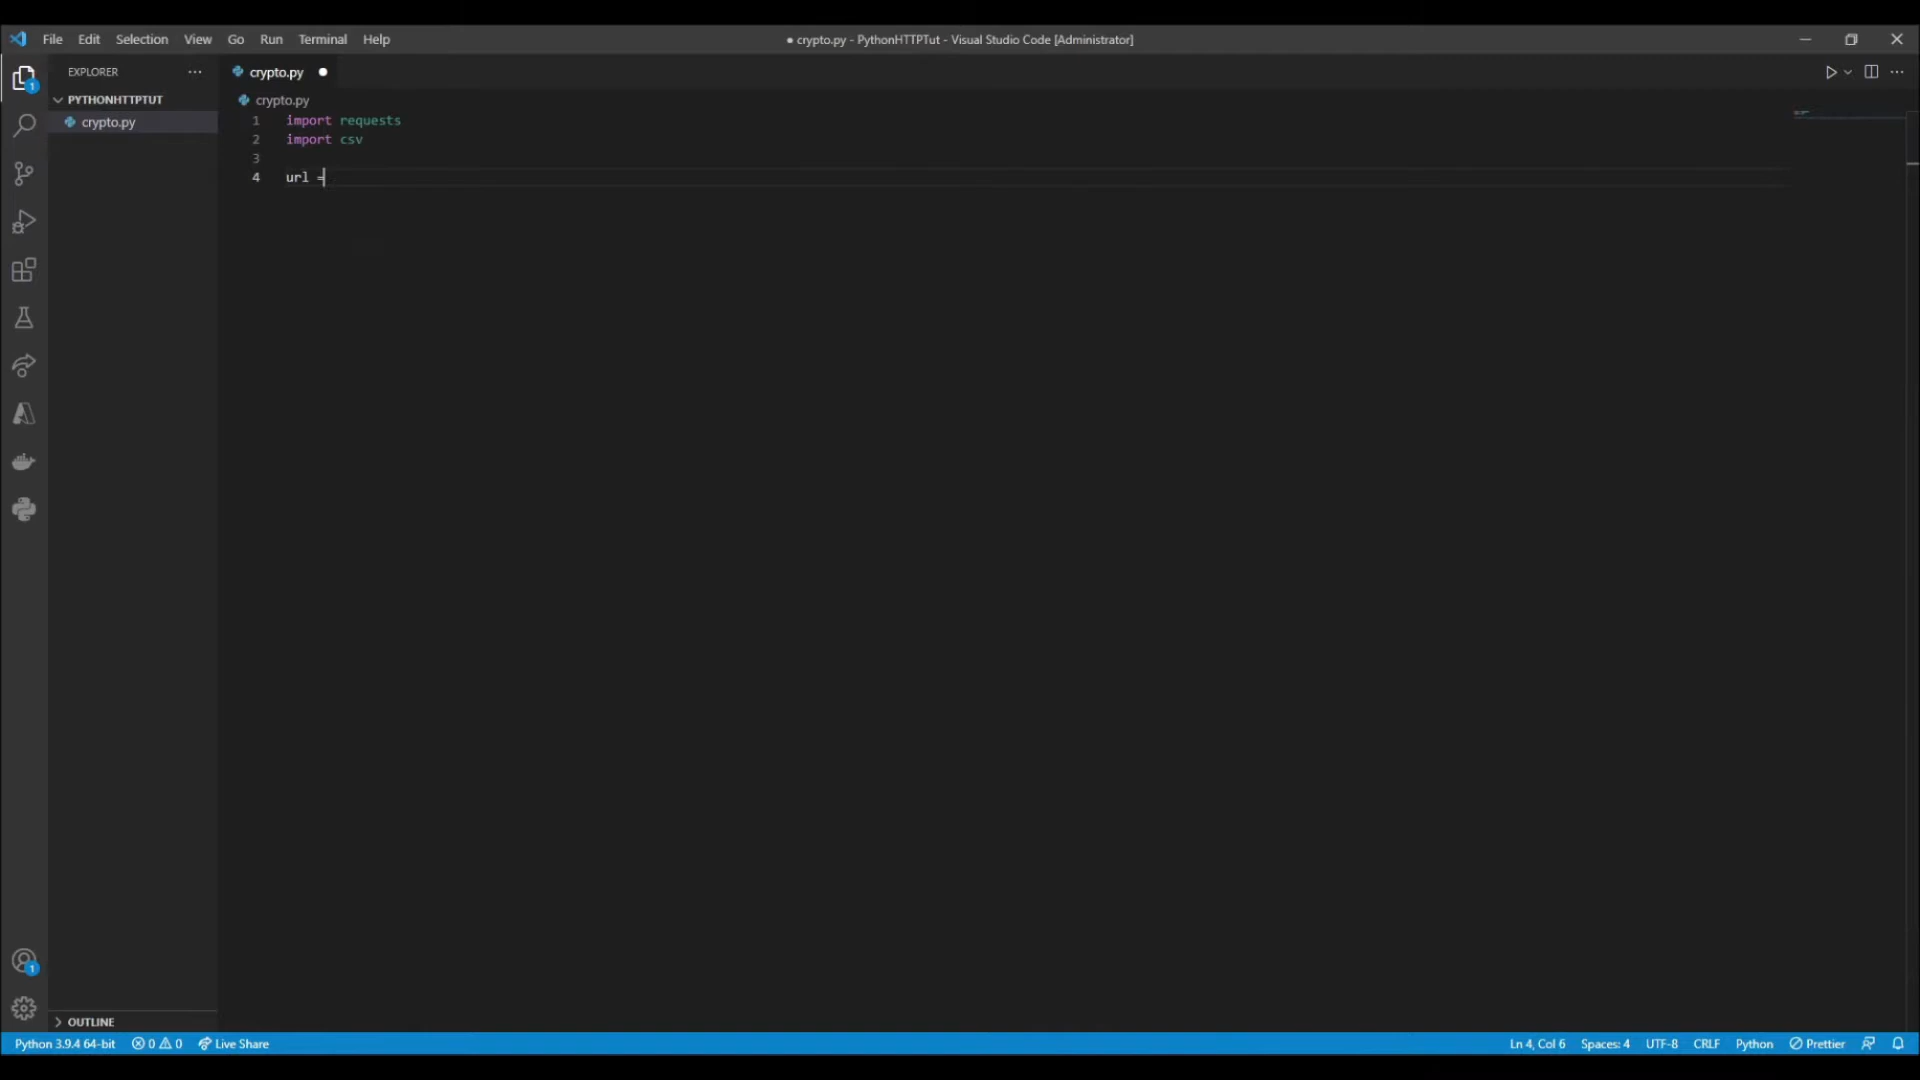 File Edit Selection View Go Run Terminal Help
● crypto.py - PythonHTTPTut - Visual Studio Code [Administrator]
EXPLORER
crypto.py
PYTHONHTTPTUT
crypto.py
crypto.py
1 import requests
2 import csv
3
4 url =
1
1
OUTLINE
Python 3.9.4 64-bit 0 0 Live Share
Ln 4, Col 6 Spaces: 4 UTF-8 CRLF Python Prettier